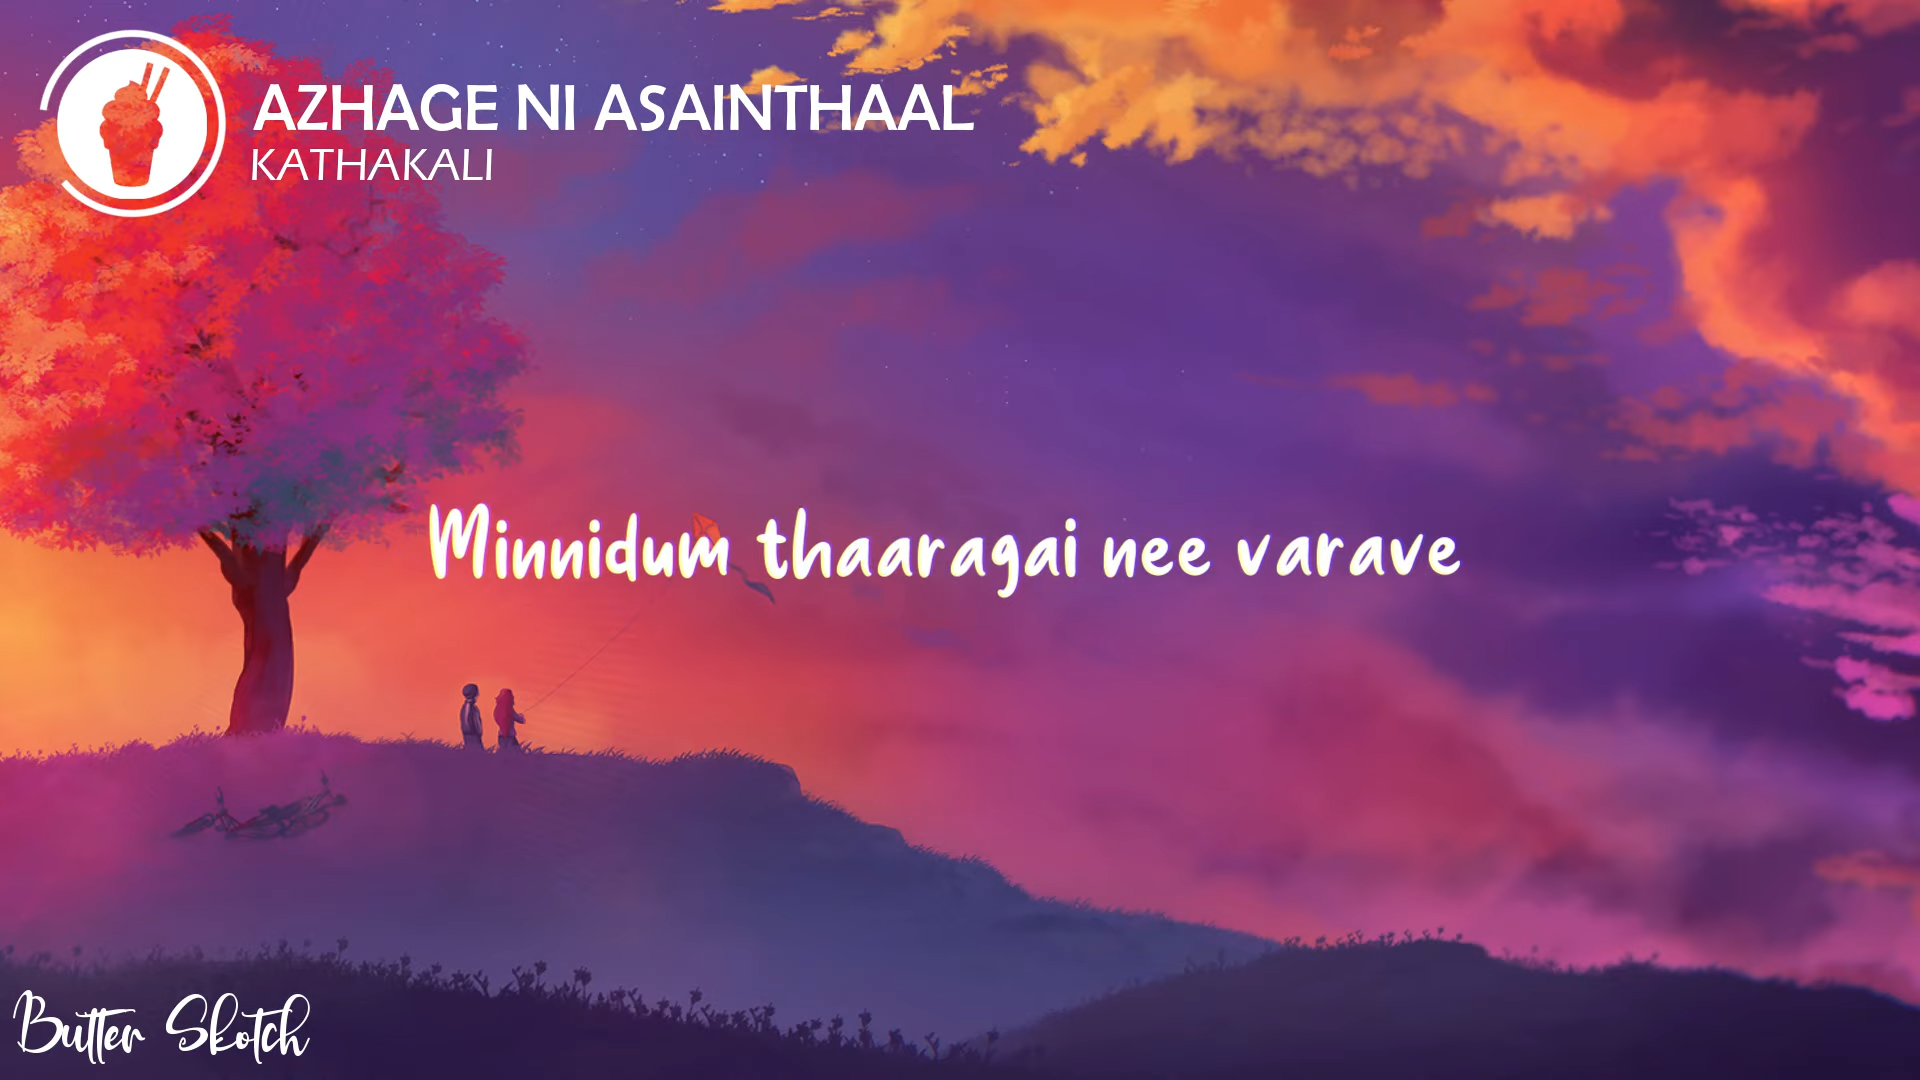 AZHAGE NI ASAINTHAAL
KATHAKALI
Minnidum thaaragai nee varave
Butter Skotch